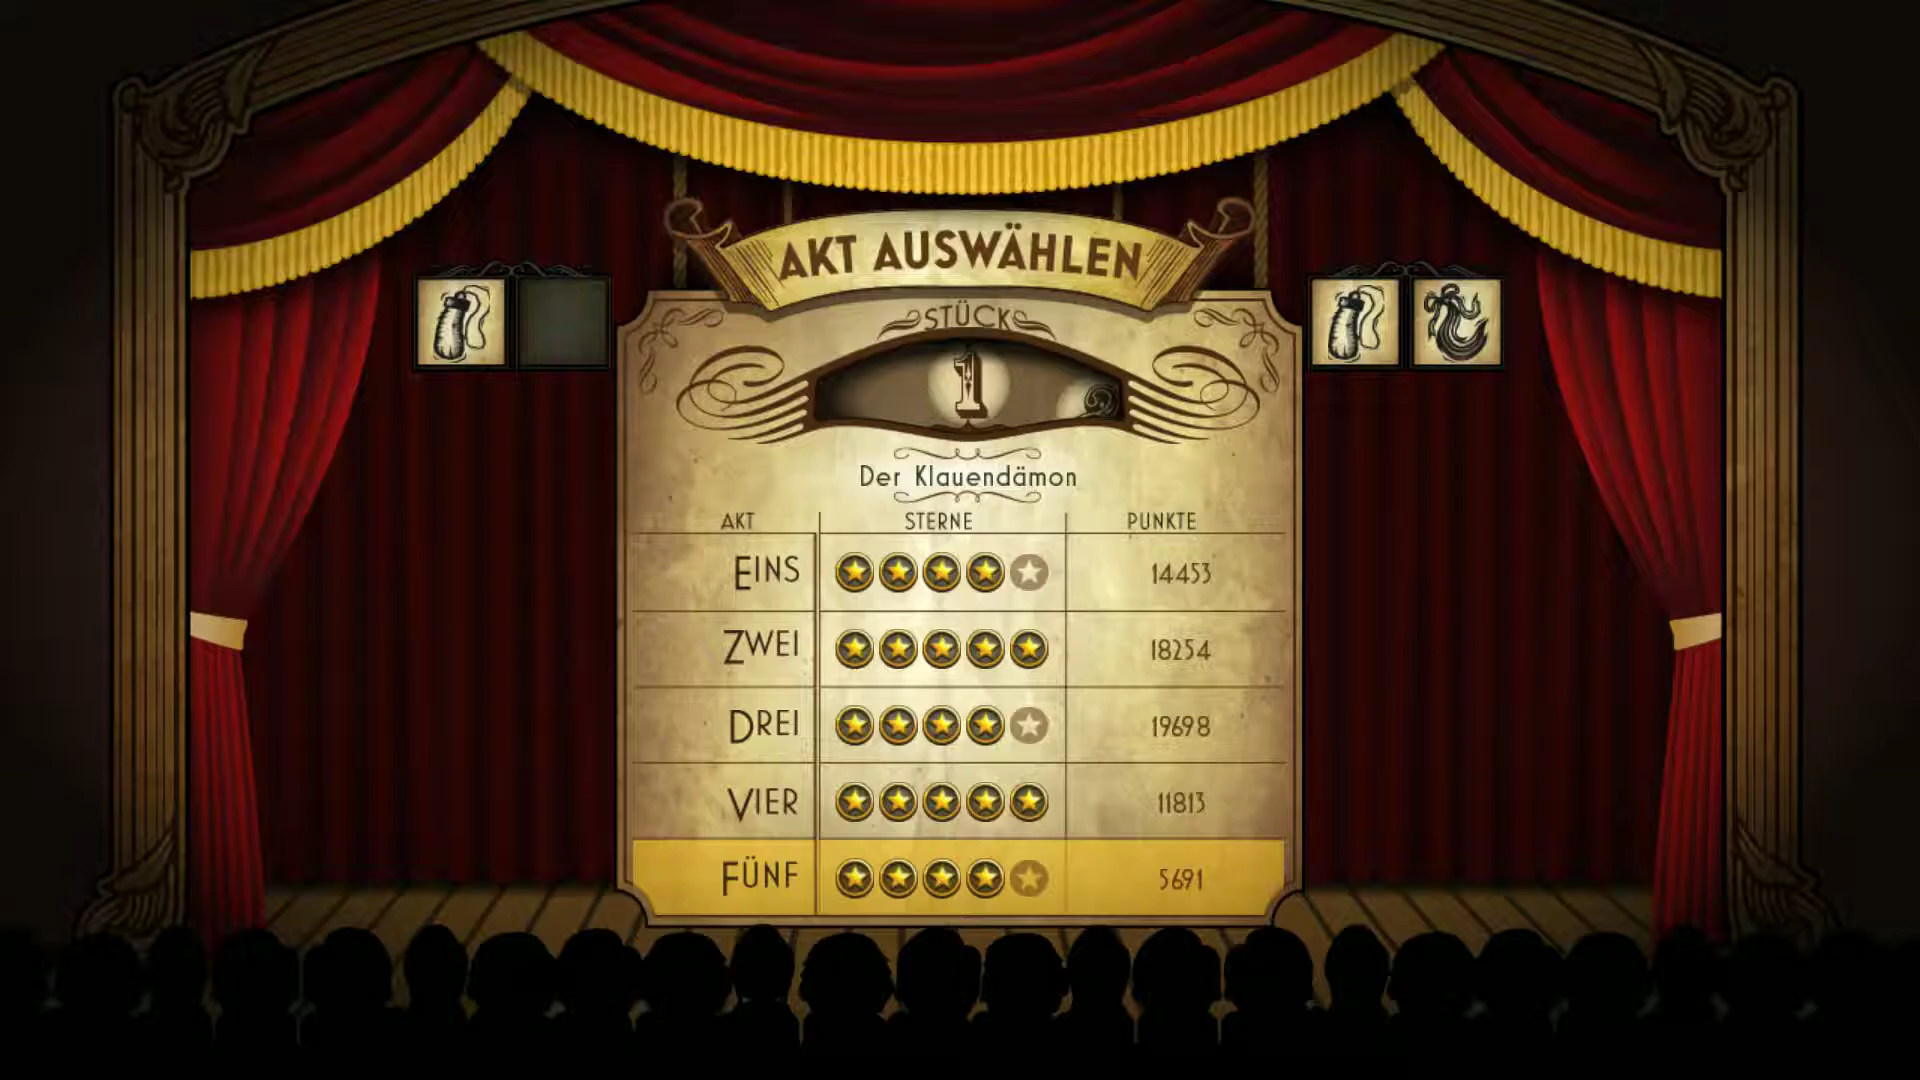 AKT AUSWÄHLEN
STÜCK
1
Der Klauendämon
AKT STERNE PUNKTE
EINS 14453
ZWEI 18254
DREI 19698
VIER 11813
FÜNF 5691